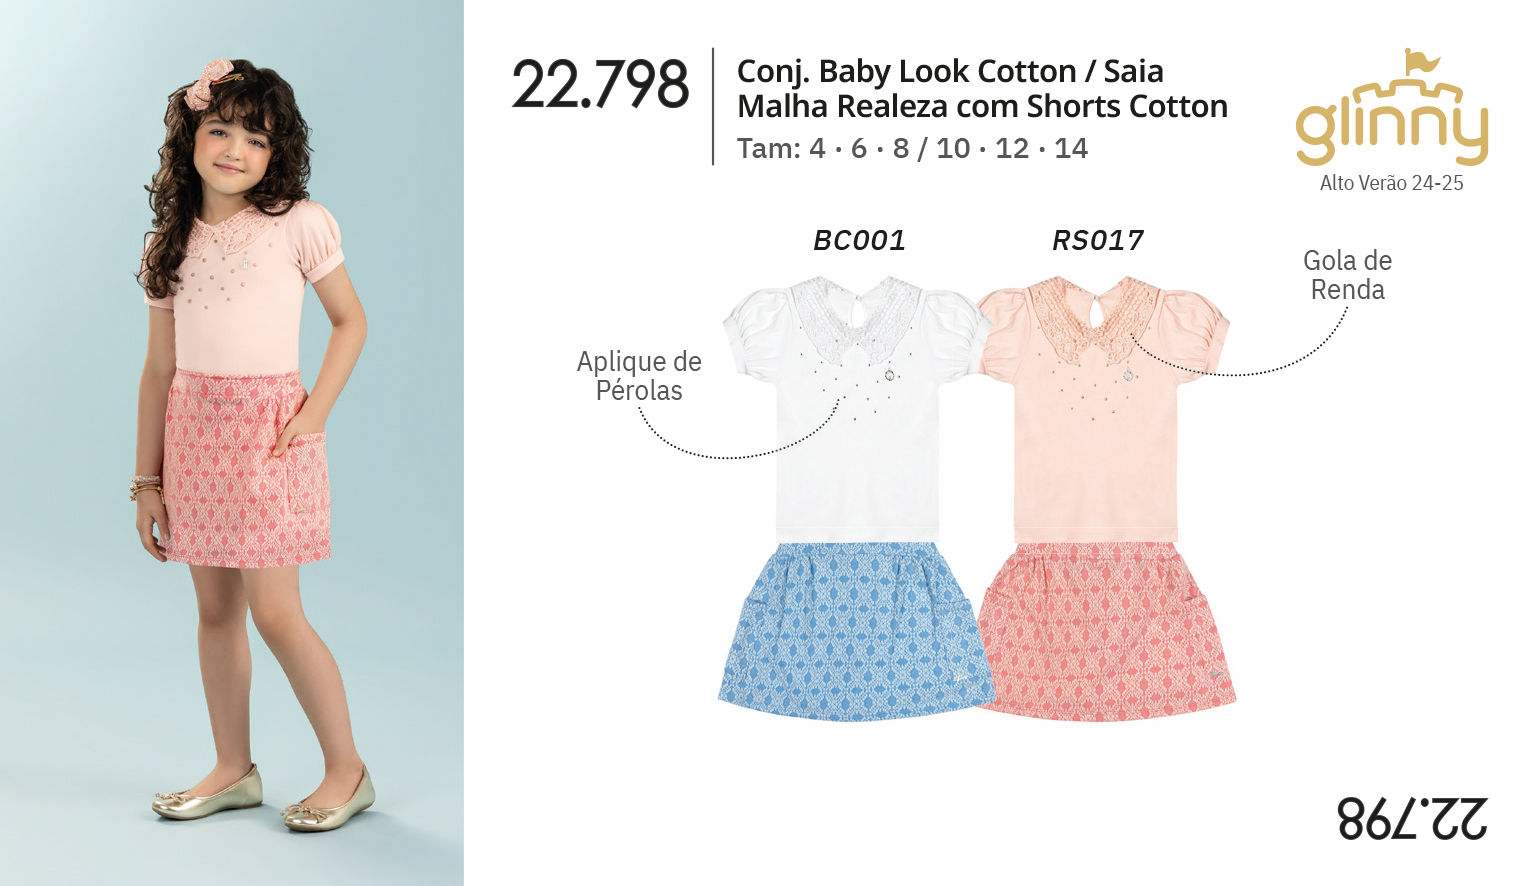 22.798
Conj. Baby Look Cotton / Saia
Malha Realeza com Shorts Cotton
Tam: 4 · 6 · 8 / 10 · 12 · 14
glinny
Alto Verão 24-25
BC001
RS017
Gola de
Renda
Aplique de
Pérolas
22.798